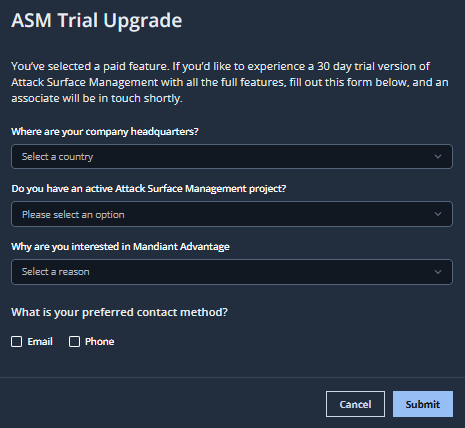 ASM Trial Upgrade
You've selected a paid feature. If you'd like to experience a 30 day trial version of
Attack Surface Management with all the full features, fill out this form below, and an
associate will be in touch shortly.
Where are your company headquarters?
Select a country
Do you have an active Attack Surface Management project?
Please select an option
Why are you interested in Mandiant Advantage
Select a reason
What is your preferred contact method?
Email Phone
Cancel Submit